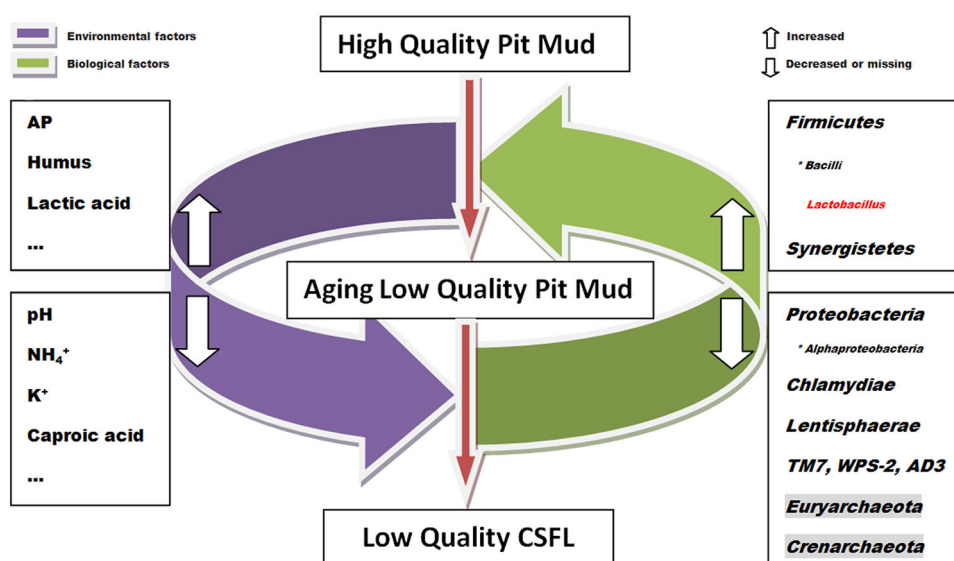 Environmental factors
Biological factors
High Quality Pit Mud
Increased
Decreased or missing
AP
Humus
Lactic acid
...
Firmicutes
* Bacilli
Lactobacillus
Synergistetes
Aging Low Quality Pit Mud
pH
NH₄⁺
K⁺
Caproic acid
...
Proteobacteria
* Alphaproteobacteria
Chlamydiae
Lentisphaerae
TM7, WPS-2, AD3
Euryarchaeota
Crenarchaeota
Low Quality CSFL